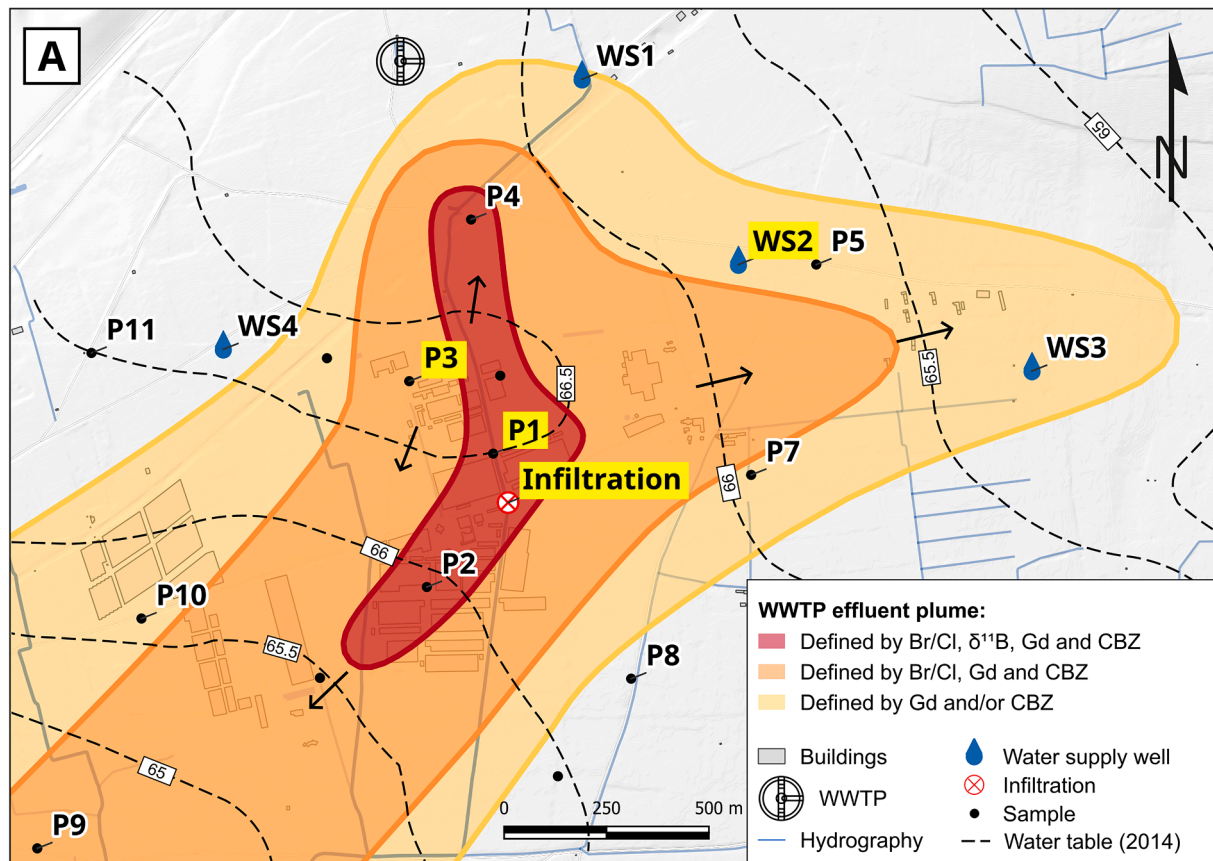 A
WS1
65
N
P4
WS2
P5
P11
WS4
P3
66.5
65.5
WS3
P1
Infiltration
P7
66
66
P2
P10
65.5
P8
65
P9
0
250
500 m
WWTP effluent plume:
Defined by Br/Cl, δ¹¹B, Gd and CBZ
Defined by Br/Cl, Gd and CBZ
Defined by Gd and/or CBZ
Buildings
WWTP
Hydrography
Water supply well
Infiltration
Sample
Water table (2014)